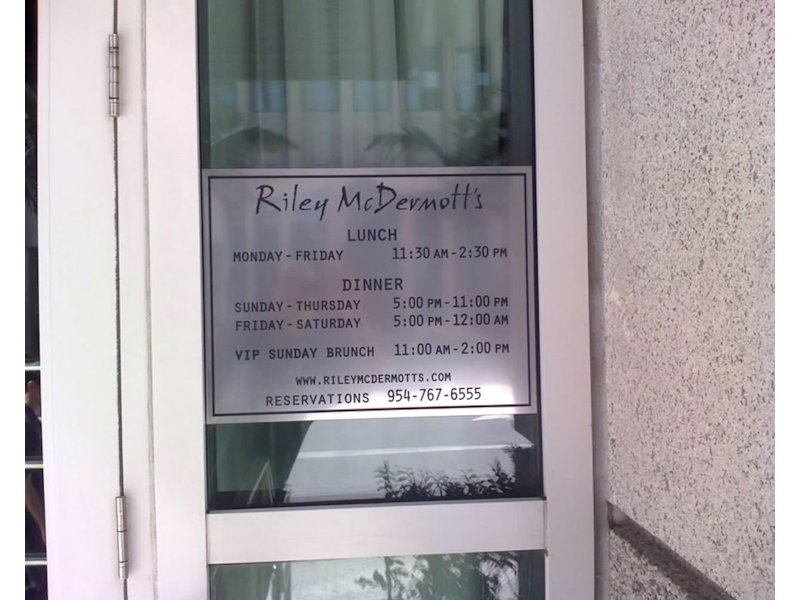 Riley McDermott's
LUNCH
MONDAY - FRIDAY 11:30 AM - 2:30 PM
DINNER
SUNDAY - THURSDAY 5:00 PM - 11:00 PM
FRIDAY - SATURDAY 5:00 PM - 12:00 AM
VIP SUNDAY BRUNCH 11:00 AM - 2:00 PM
WWW.RILEYMCDERMOTTS.COM
RESERVATIONS 954-767-6555